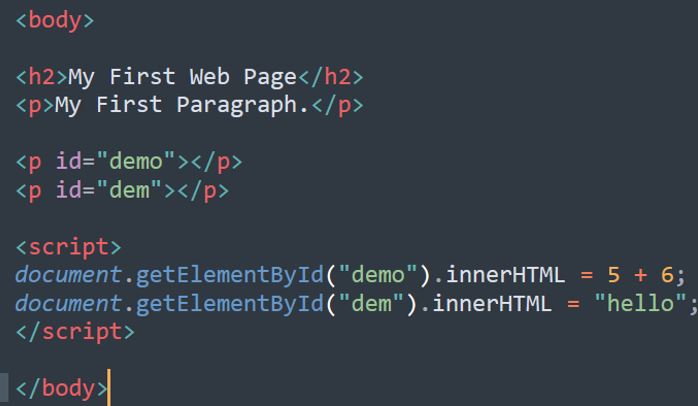 <body>
<h2>My First Web Page</h2>
<p>My First Paragraph.</p>
<p id="demo"></p>
<p id="dem"></p>
<script>
document.getElementById("demo").innerHTML = 5 + 6;
document.getElementById("dem").innerHTML = "hello";
</script>
</body>